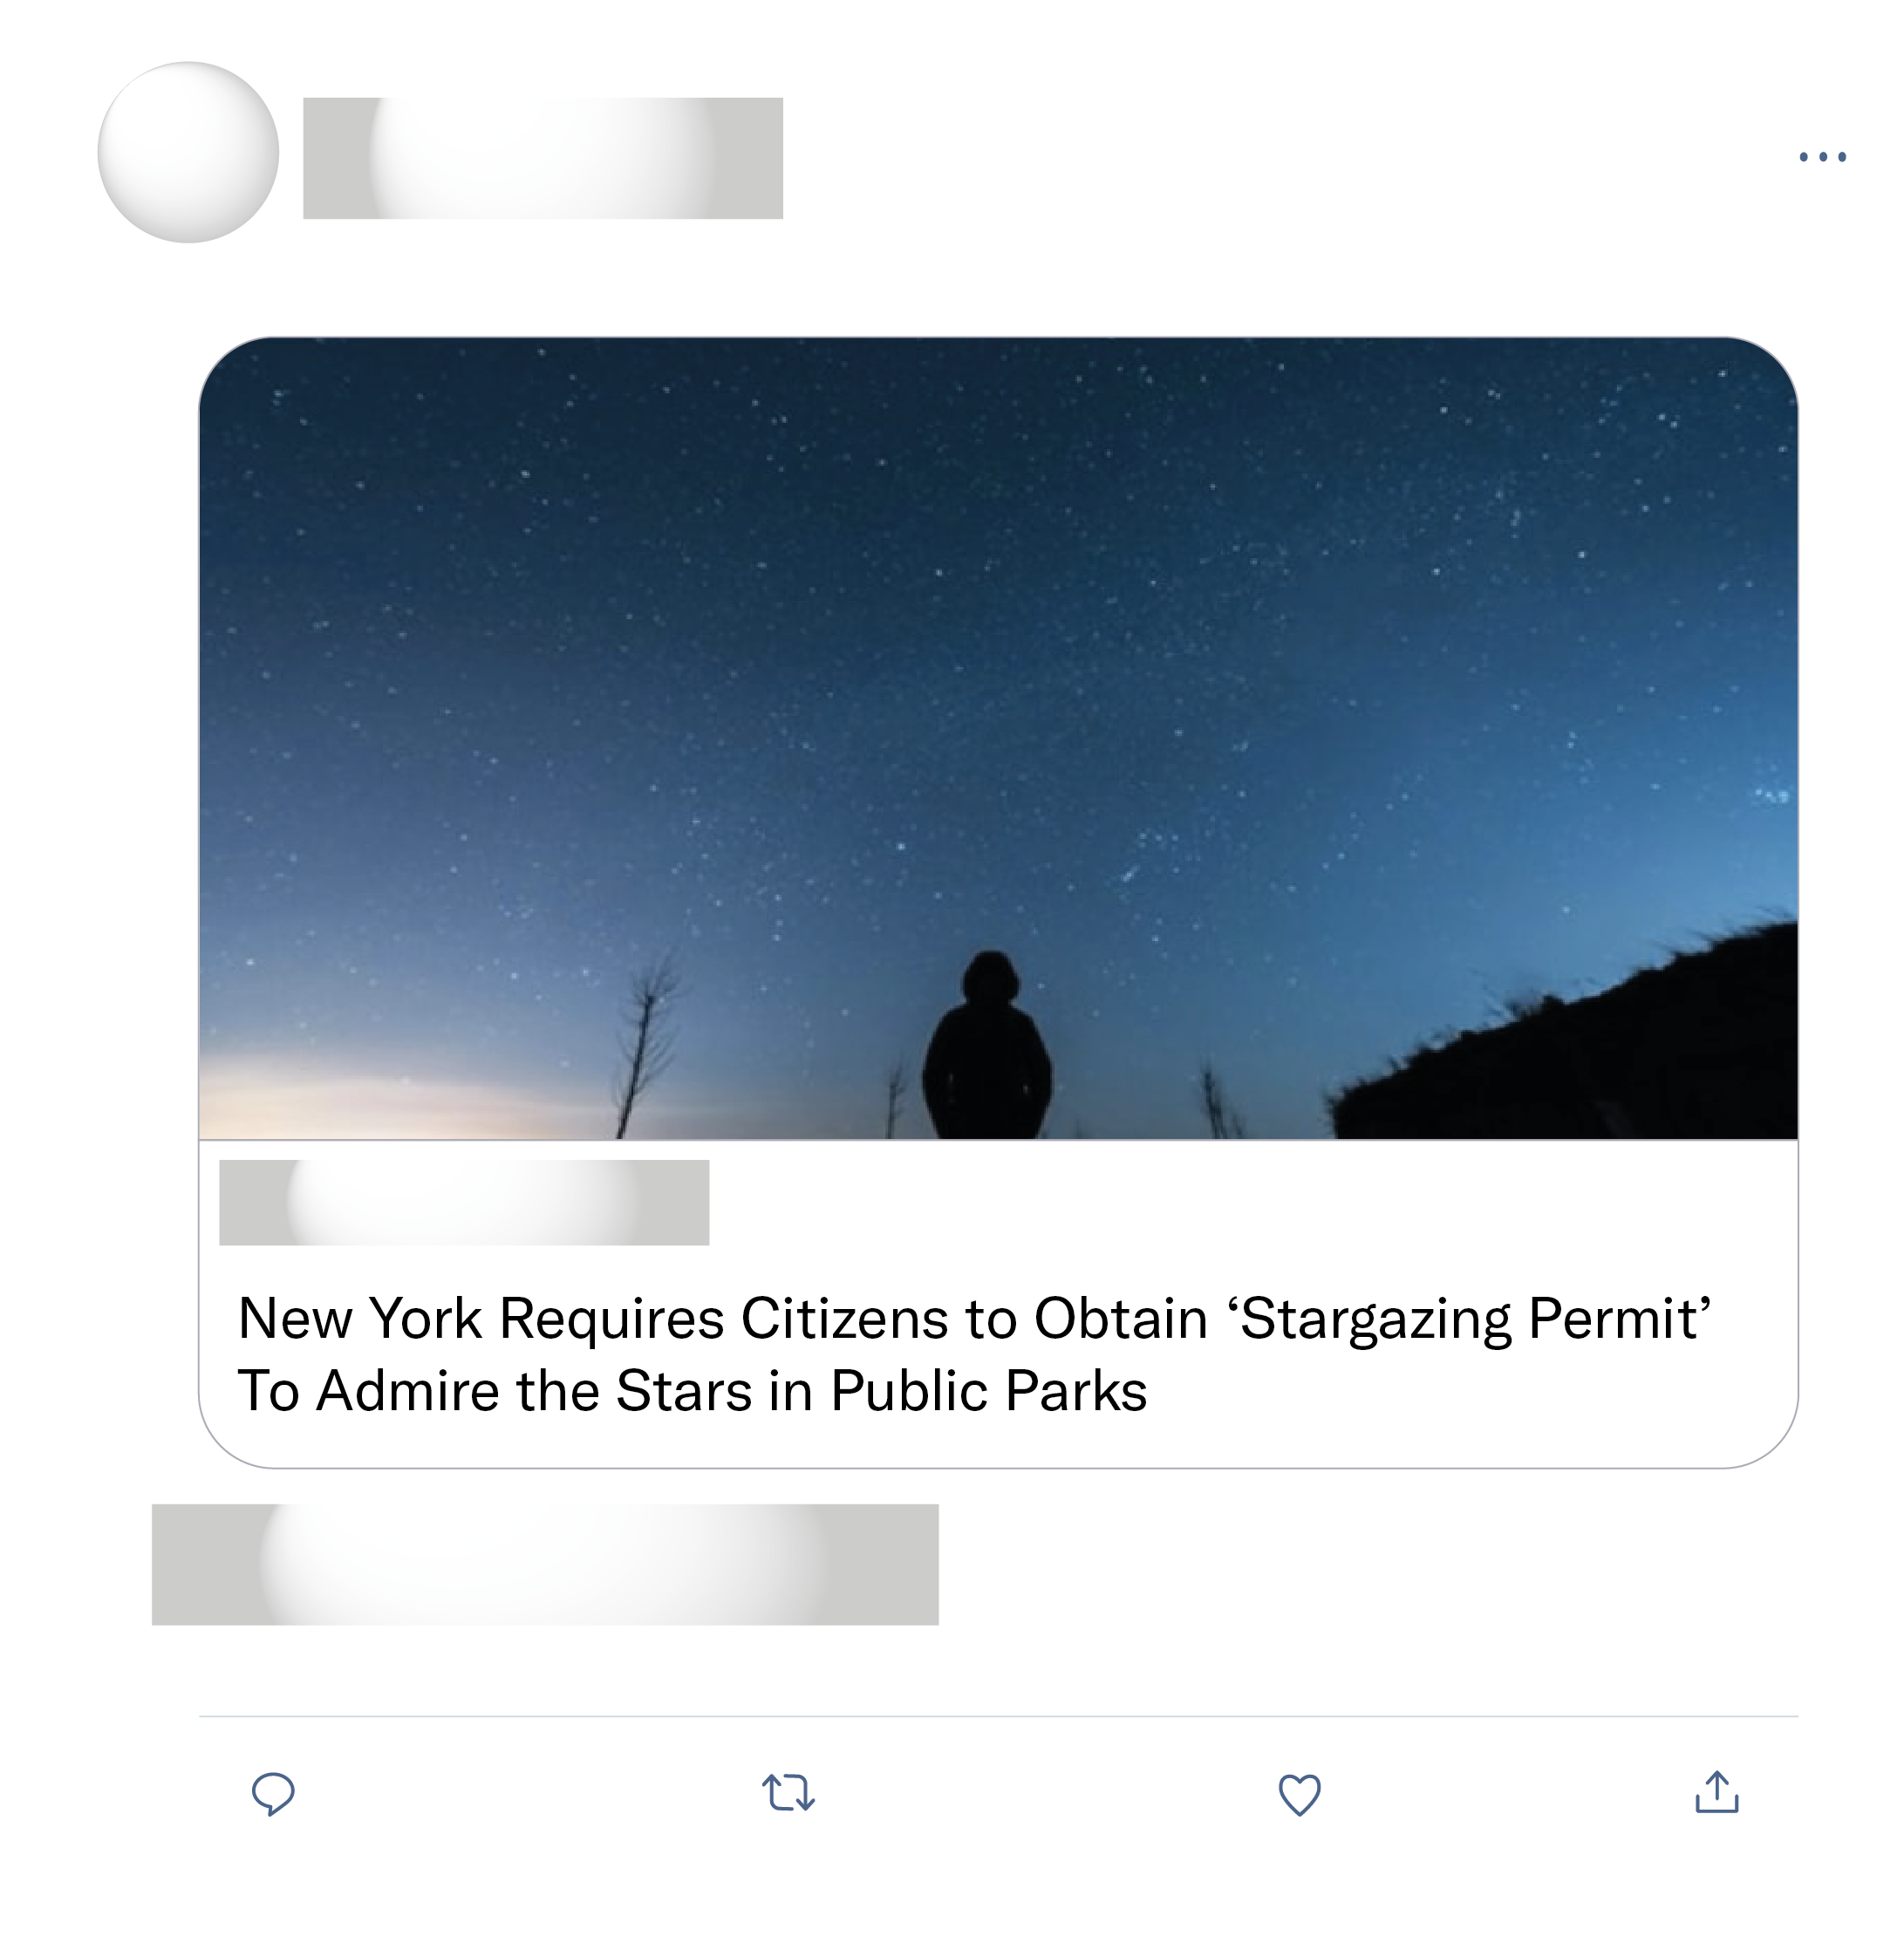 New York Requires Citizens to Obtain ‘Stargazing Permit’
To Admire the Stars in Public Parks